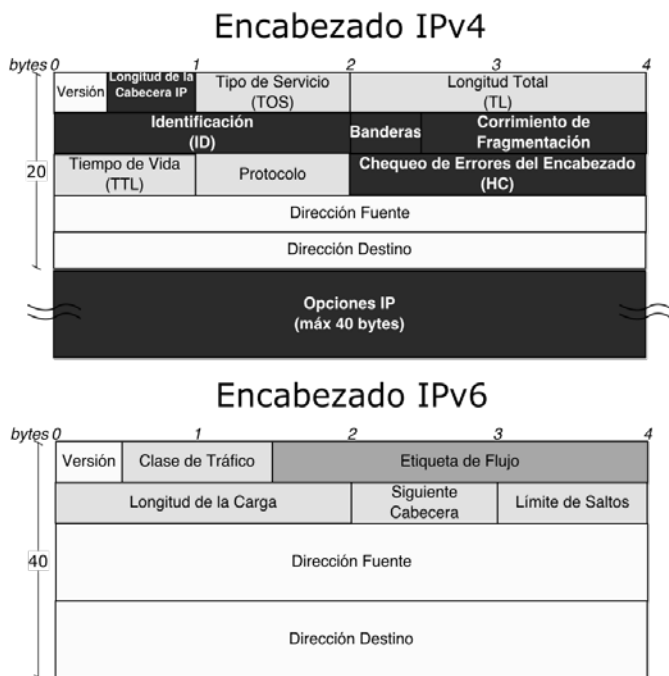 Encabezado IPv4
bytes 0 1 2 3 4
Versión
Longitud de la
Cabecera IP
Tipo de Servicio
(TOS)
Longitud Total
(TL)
Identificación
(ID)
Banderas
Corrimiento de
Fragmentación
20
Tiempo de Vida
(TTL)
Protocolo
Chequeo de Errores del Encabezado
(HC)
Dirección Fuente
Dirección Destino
Opciones IP
(máx 40 bytes)
Encabezado IPv6
bytes 0 1 2 3 4
Versión
Clase de Tráfico
Etiqueta de Flujo
Longitud de la Carga
Siguiente
Cabecera
Límite de Saltos
40
Dirección Fuente
Dirección Destino